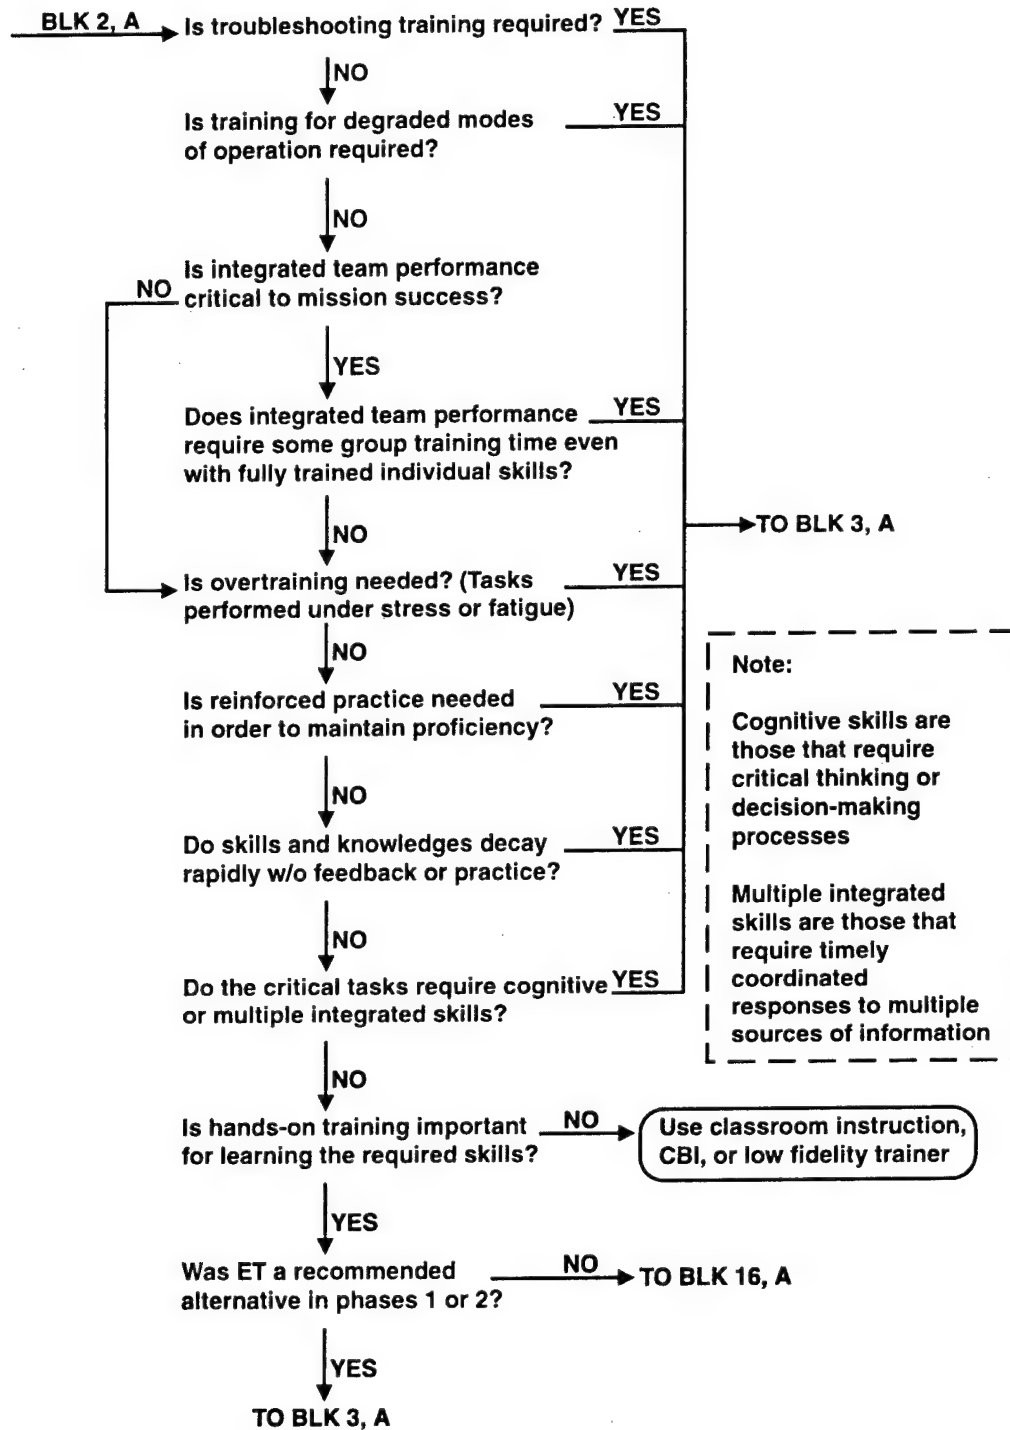 BLK 2, A
Is troubleshooting training required?
YES
NO
Is training for degraded modes
of operation required?
YES
NO
Is integrated team performance
critical to mission success?
NO
YES
Does integrated team performance
require some group training time even
with fully trained individual skills?
YES
NO
TO BLK 3, A
Is overtraining needed? (Tasks
performed under stress or fatigue)
YES
NO
Is reinforced practice needed
in order to maintain proficiency?
YES
NO
Do skills and knowledges decay
rapidly w/o feedback or practice?
YES
NO
Do the critical tasks require cognitive
or multiple integrated skills?
YES
Note:
Cognitive skills are
those that require
critical thinking or
decision-making
processes
Multiple integrated
skills are those that
require timely
coordinated
responses to multiple
sources of information
NO
Is hands-on training important
for learning the required skills?
NO
Use classroom instruction,
CBI, or low fidelity trainer
YES
Was ET a recommended
alternative in phases 1 or 2?
NO
TO BLK 16, A
YES
TO BLK 3, A